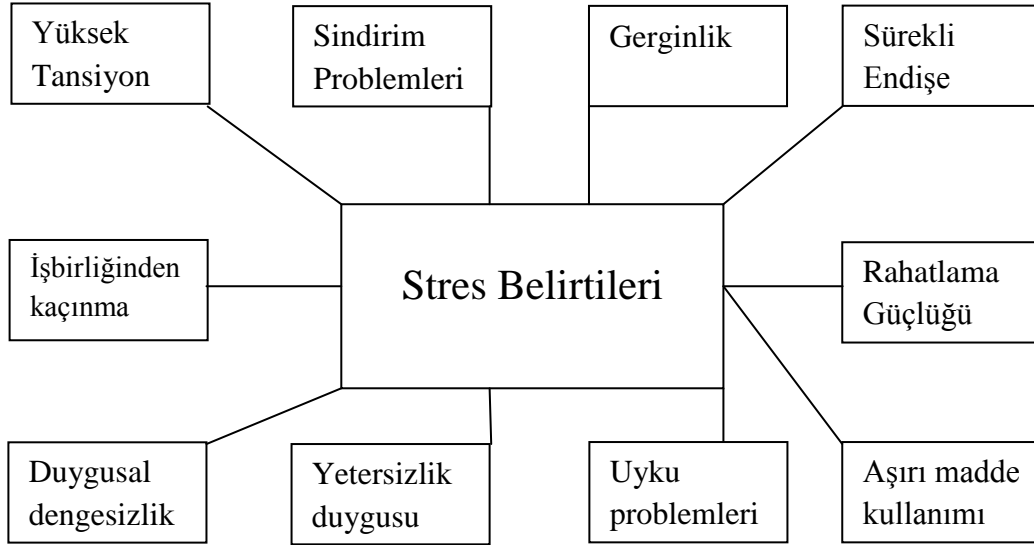 Yüksek
Tansiyon
Sindirim
Problemleri
Gerginlik
Sürekli
Endişe
İşbirliğinden
kaçınma
Stres Belirtileri
Rahatlama
Güçlüğü
Duygusal
dengesizlik
Yetersizlik
duygusu
Uyku
problemleri
Aşırı madde
kullanımı